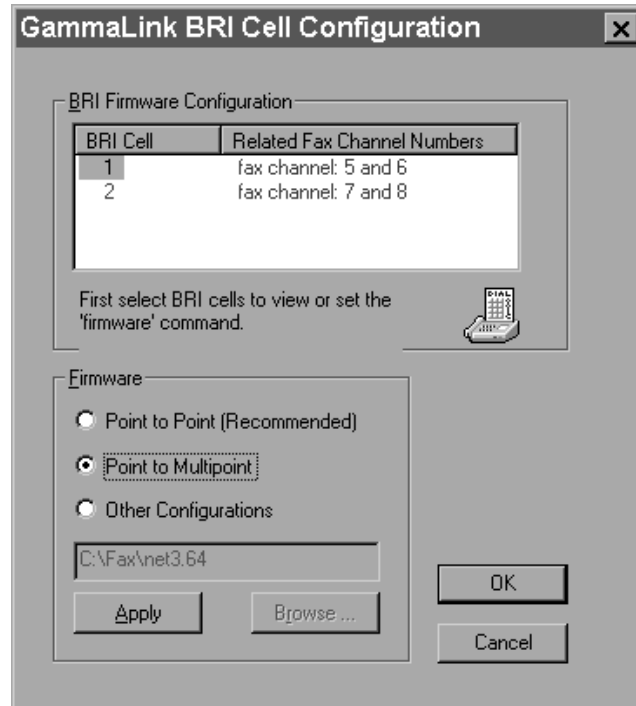 GammaLink BRI Cell Configuration
BRI Firmware Configuration
BRI Cell Related Fax Channel Numbers
1 fax channel: 5 and 6
2 fax channel: 7 and 8
First select BRI cells to view or set the
'firmware' command.
DIAL
Firmware
Point to Point (Recommended)
Point to Multipoint
Other Configurations
C:\Fax\net3.64
Apply Browse ...
OK
Cancel